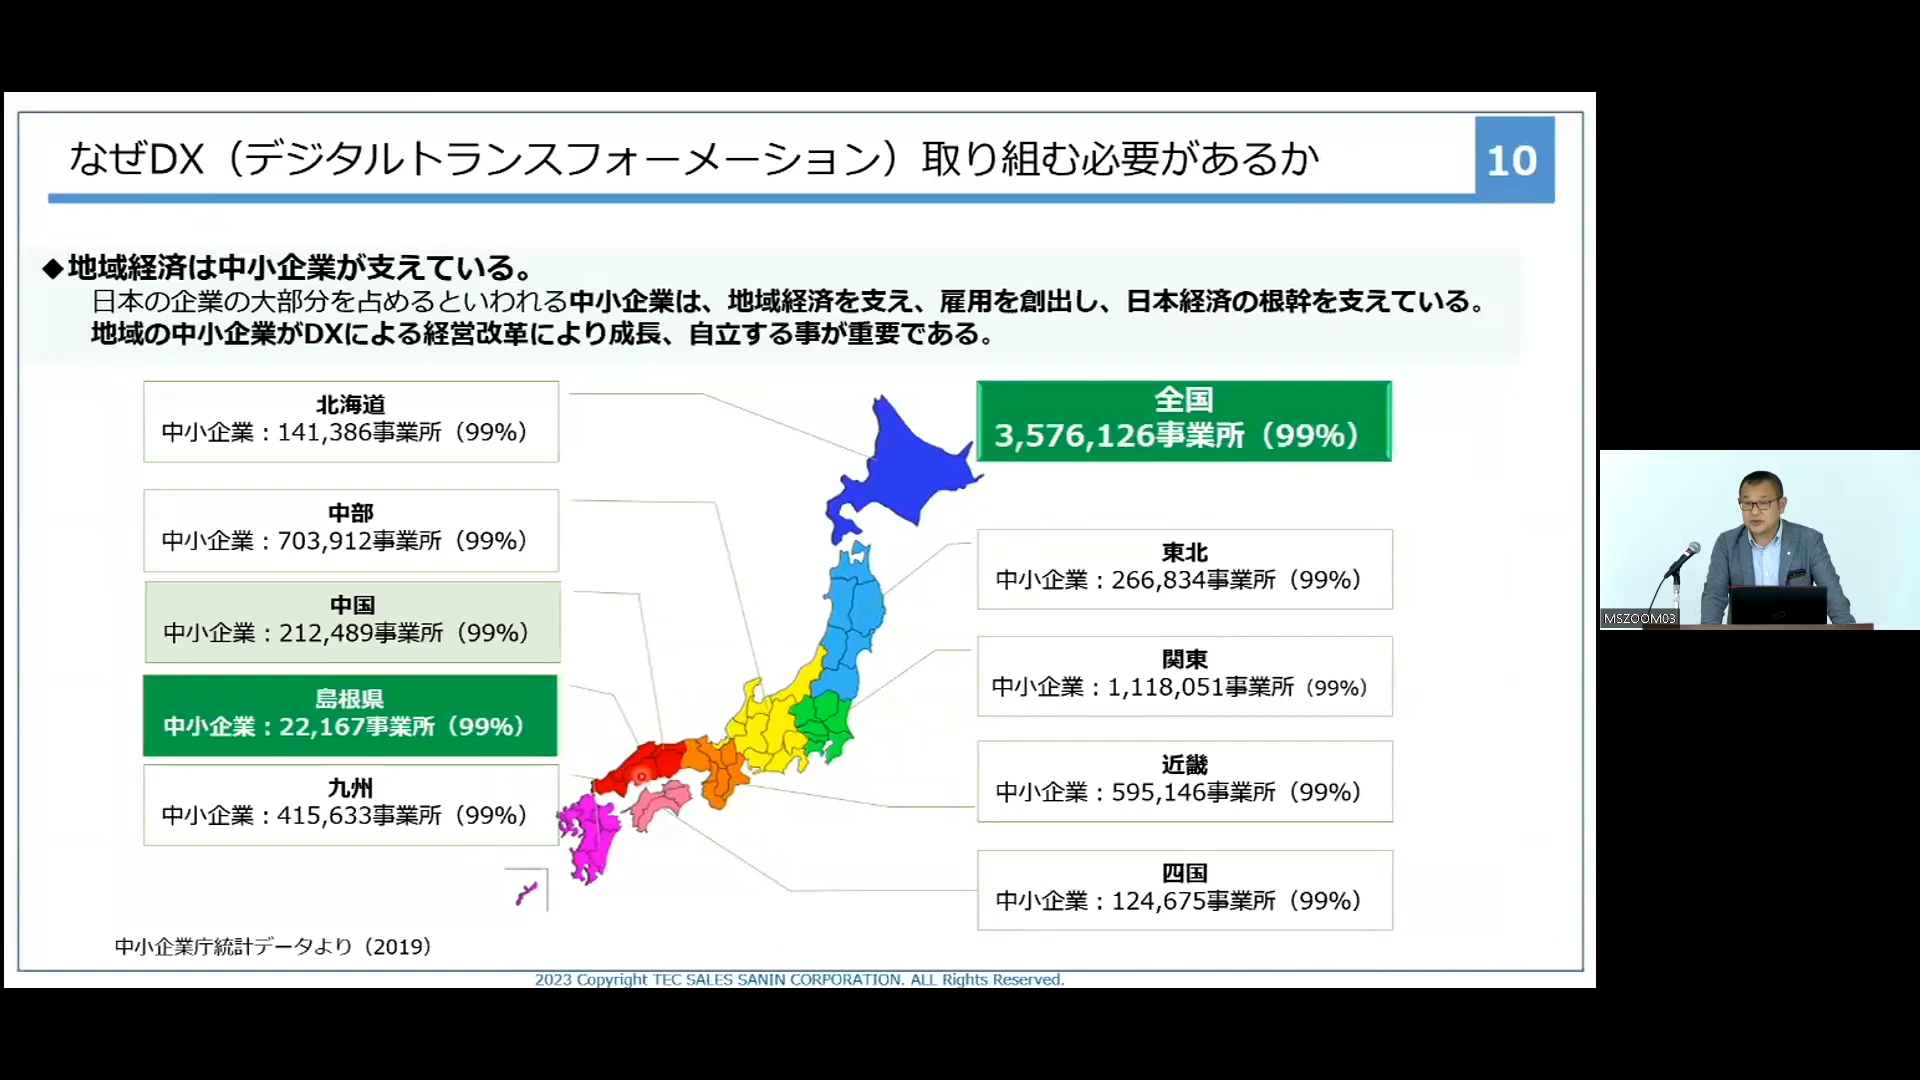 なぜDX（デジタルトランスフォーメーション）取り組む必要があるか
10
◆地域経済は中小企業が支えている。
日本の企業の大部分を占めるといわれる中小企業は、地域経済を支え、雇用を創出し、日本経済の根幹を支えている。
地域の中小企業がDXによる経営改革により成長、自立する事が重要である。
北海道
中小企業：141,386事業所（99%）
中部
中小企業：703,912事業所（99%）
中国
中小企業：212,489事業所（99%）
島根県
中小企業：22,167事業所（99%）
九州
中小企業：415,633事業所（99%）
全国
3,576,126事業所（99%）
東北
中小企業：266,834事業所（99%）
関東
中小企業：1,118,051事業所（99%）
近畿
中小企業：595,146事業所（99%）
四国
中小企業：124,675事業所（99%）
中小企業庁統計データより（2019）
2023 Copyright TEC SALES SANIN CORPORATION. ALL Rights Reserved.
MSZOOM03